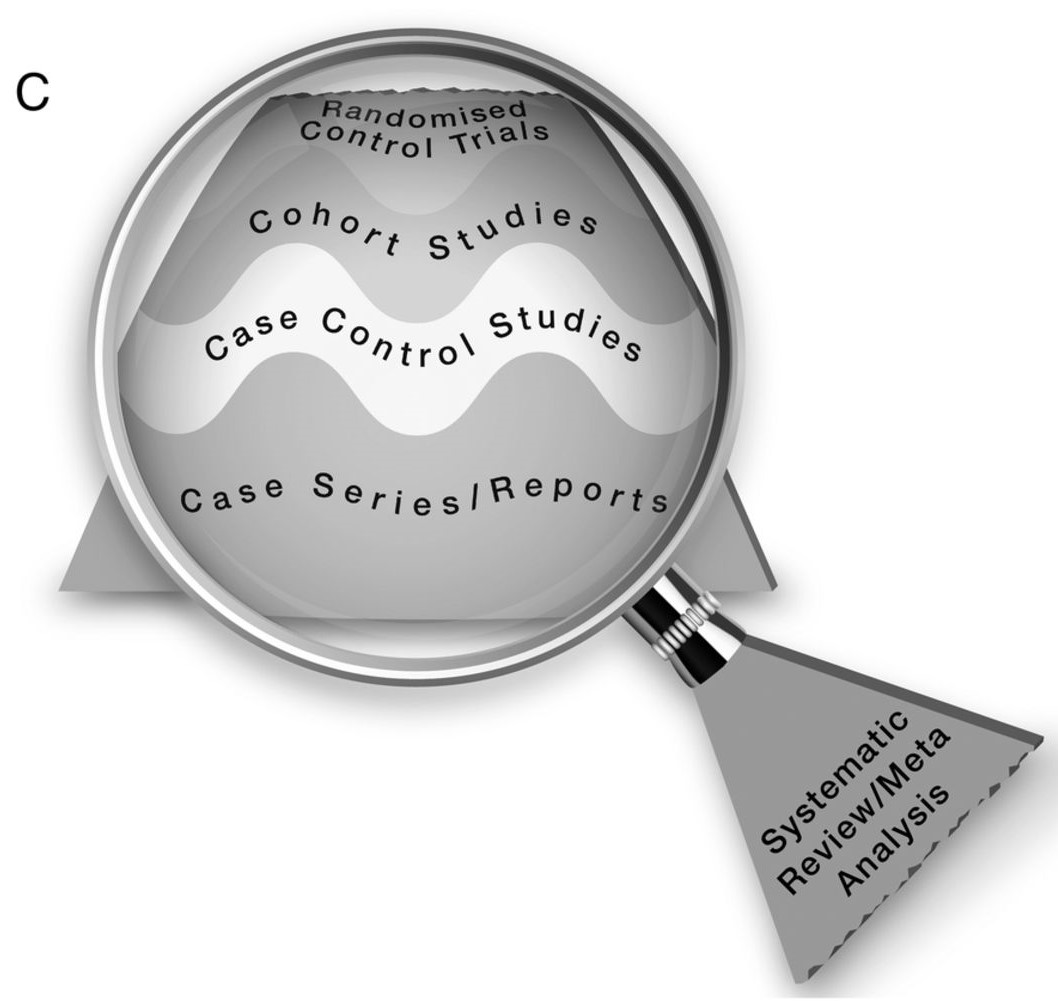 C
Randomised
Control Trials
Cohort Studies
Case Control Studies
Case Series/Reports
Systematic
Review/Meta
Analysis